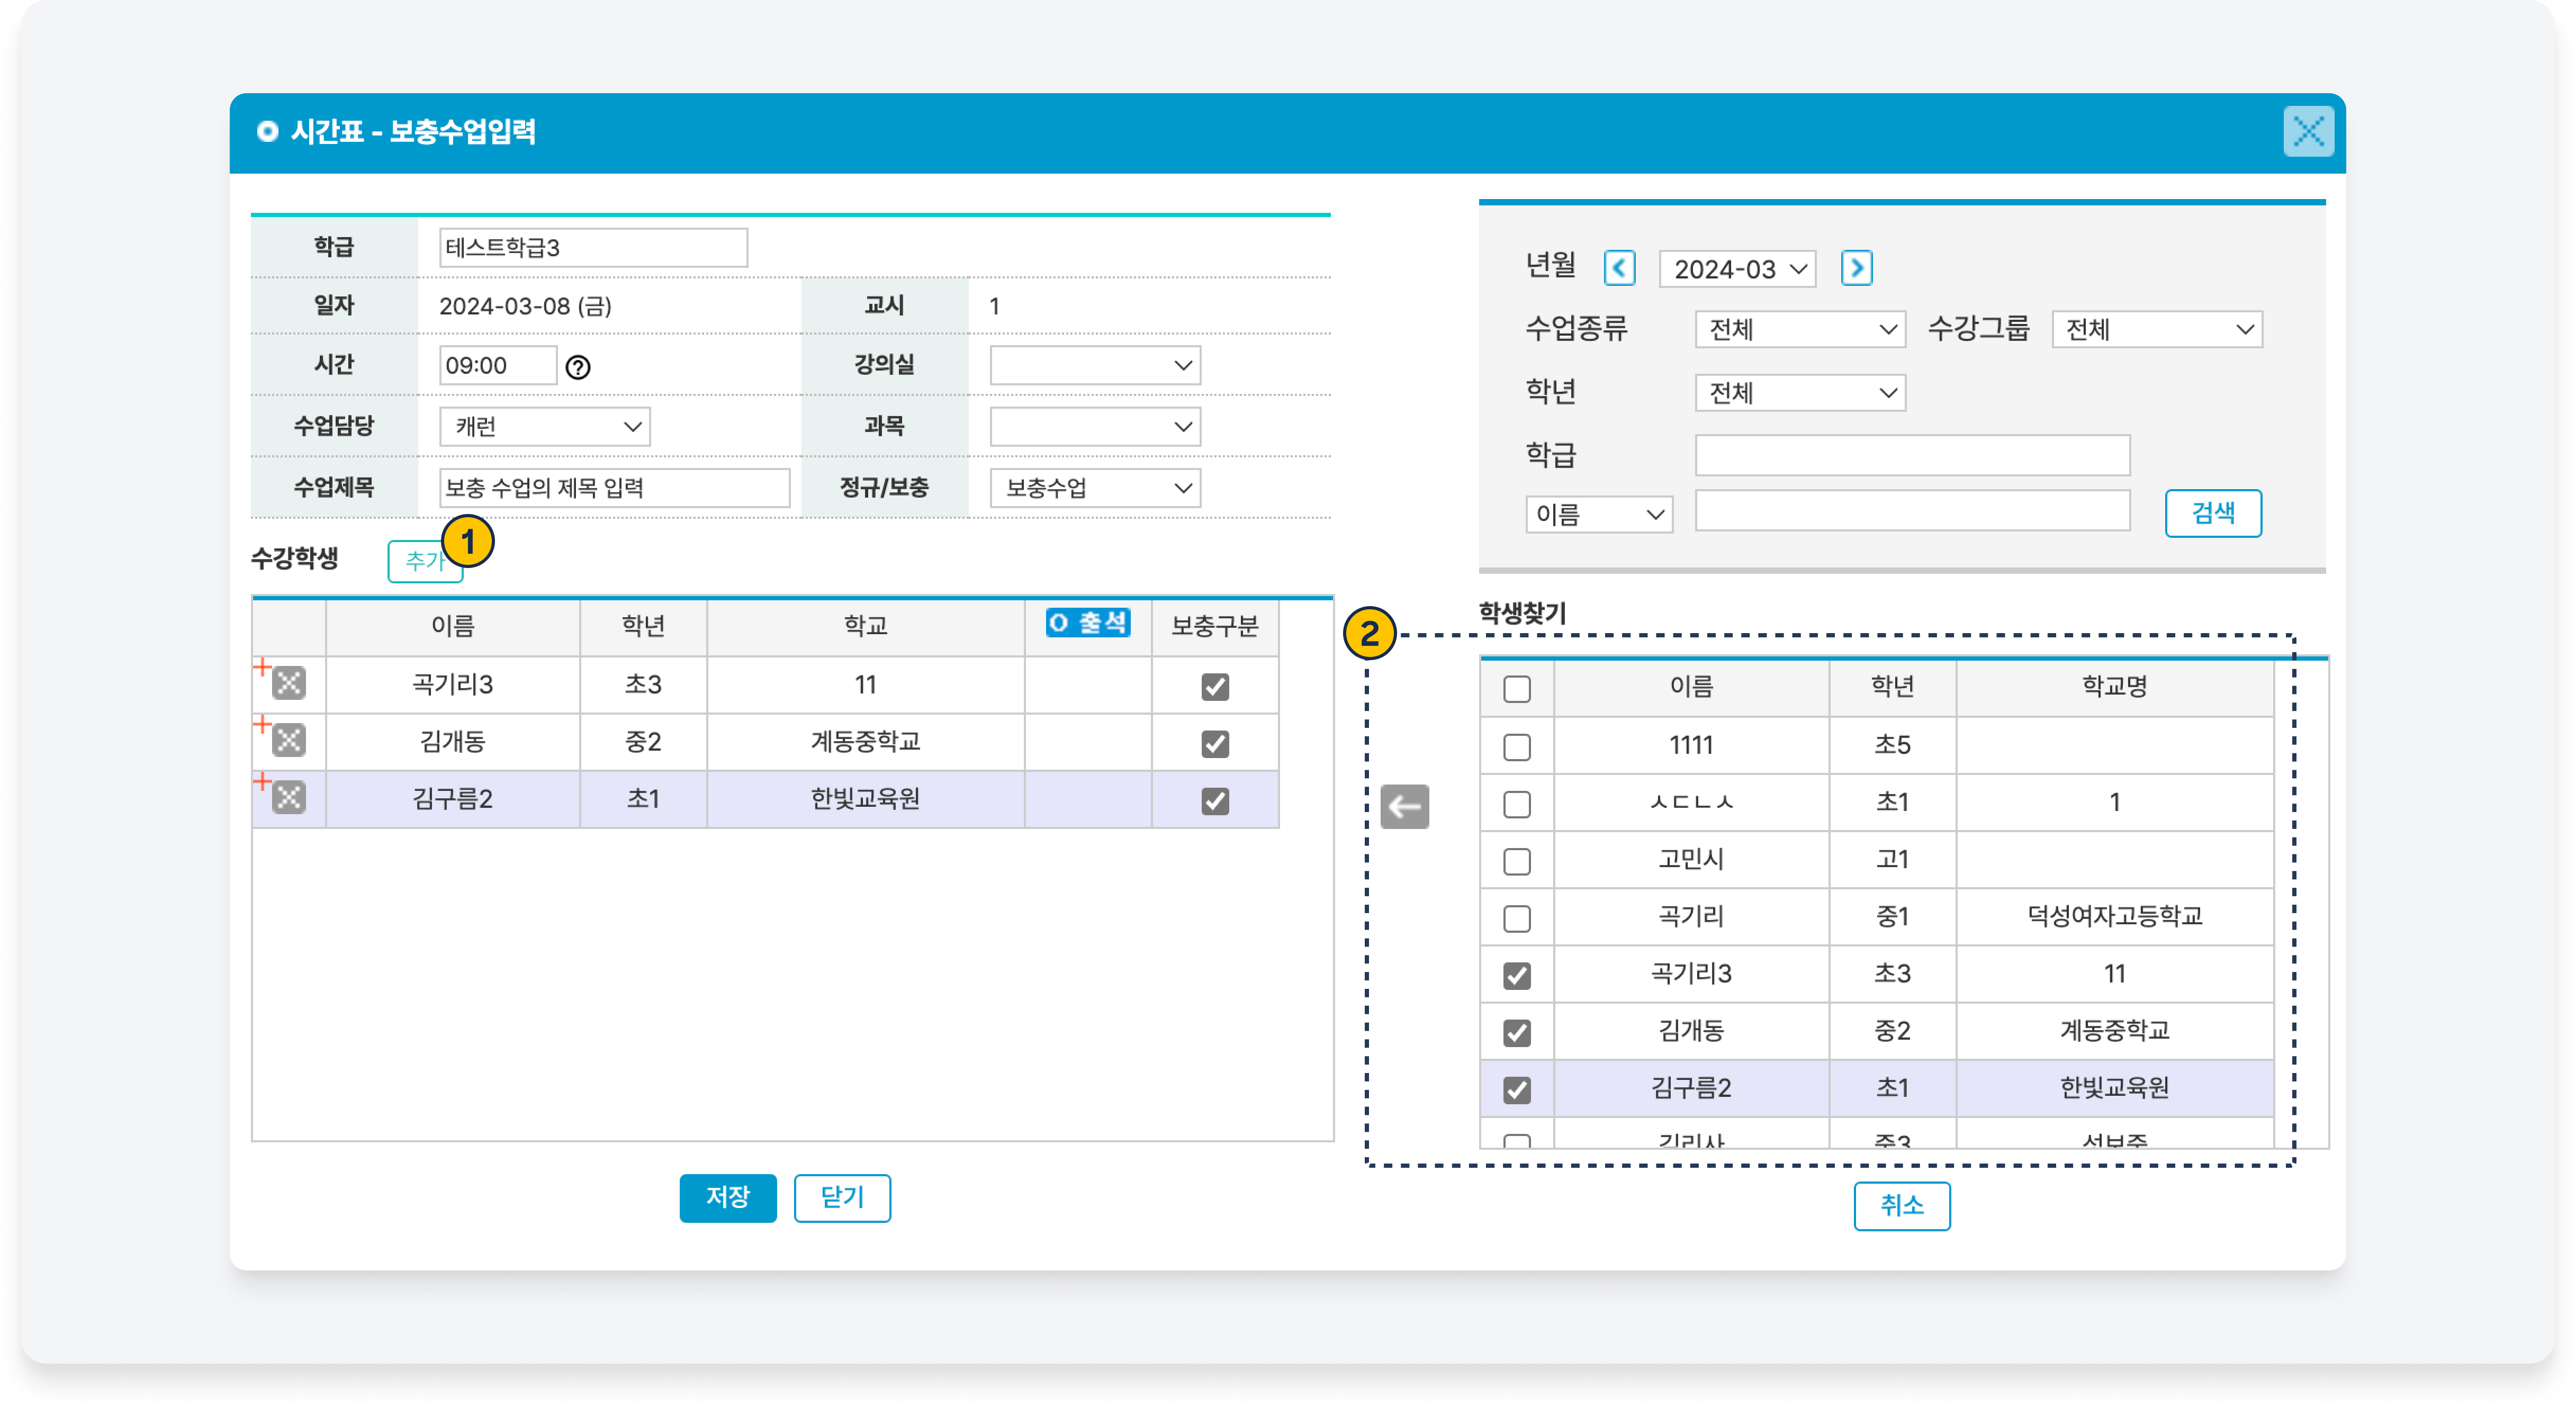 시간표 - 보충수업입력
학급 테스트학급3
일자 2024-03-08 (금) 교시 1
시간 09:00 강의실
수업담당 캐런 과목
수업제목 보충 수업의 제목 입력 정규/보충 보충수업
수강학생 추가 1
이름 학년 학교 O 출석 보충구분
곡기리3 초3 11
김개동 중2 계동중학교
김구름2 초1 한빛교육원
저장 닫기
년월 2024-03
수업종류 전체 수강그룹 전체
학년 전체
학급
이름 검색
학생찾기
2
이름 학년 학교명
1111 초5
ㅅㄷㄴㅅ 초1 1
고민시 고1
곡기리 중1 덕성여자고등학교
곡기리3 초3 11
김개동 중2 계동중학교
김구름2 초1 한빛교육원
취소